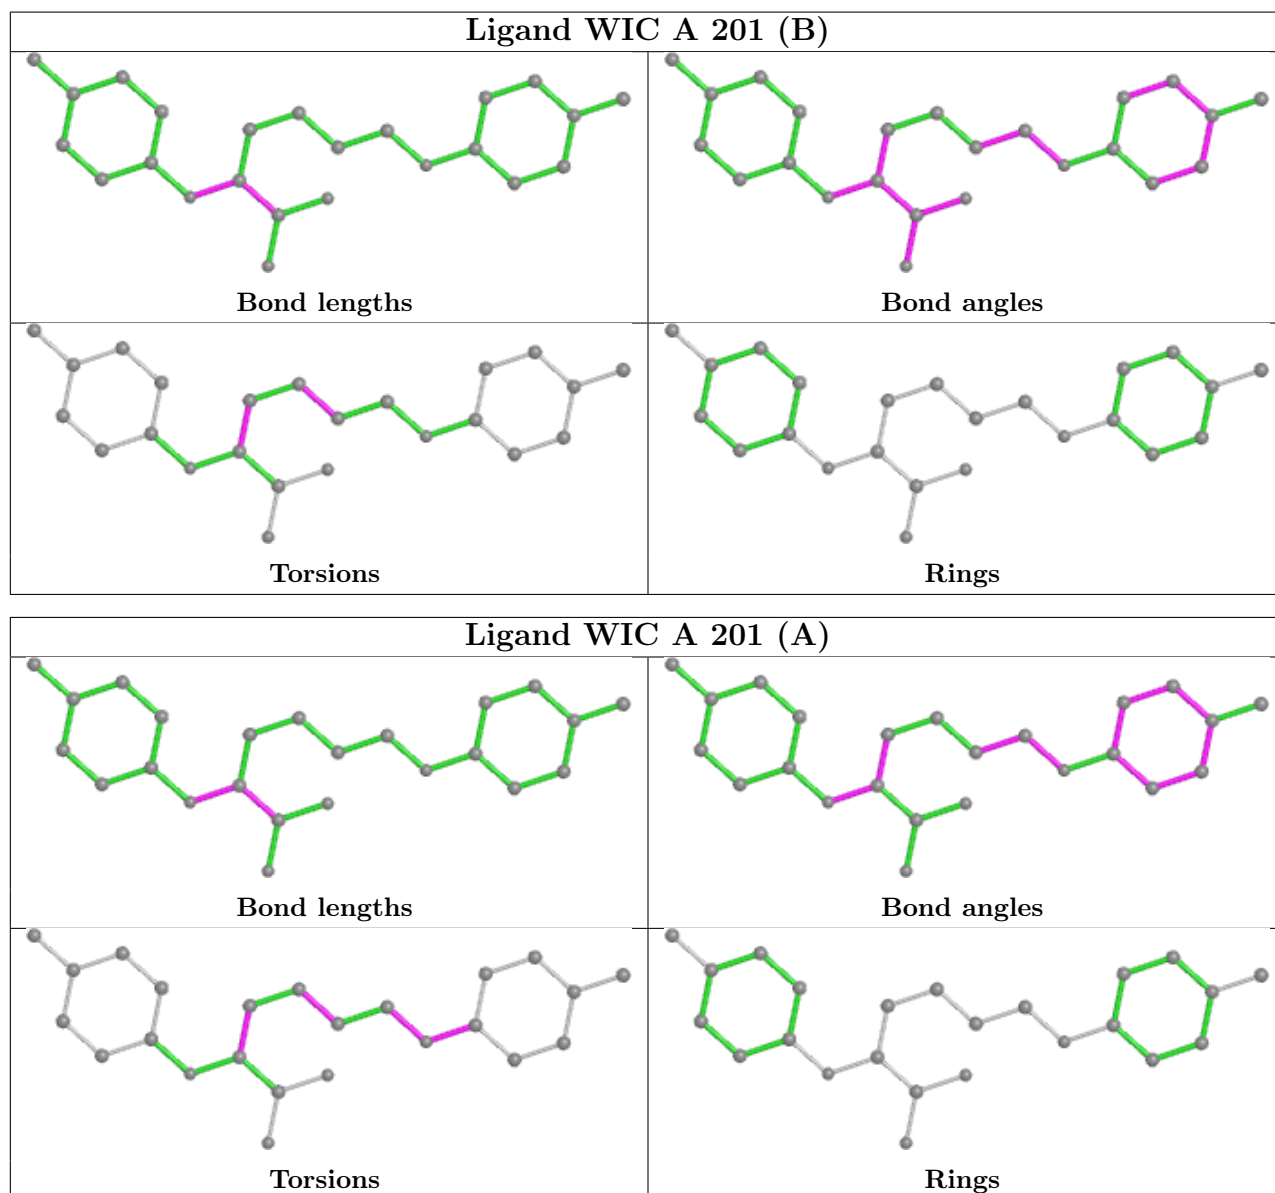 Ligand WIC A 201 (B)
Bond lengths
Bond angles
Torsions
Rings
Ligand WIC A 201 (A)
Bond lengths
Bond angles
Torsions
Rings